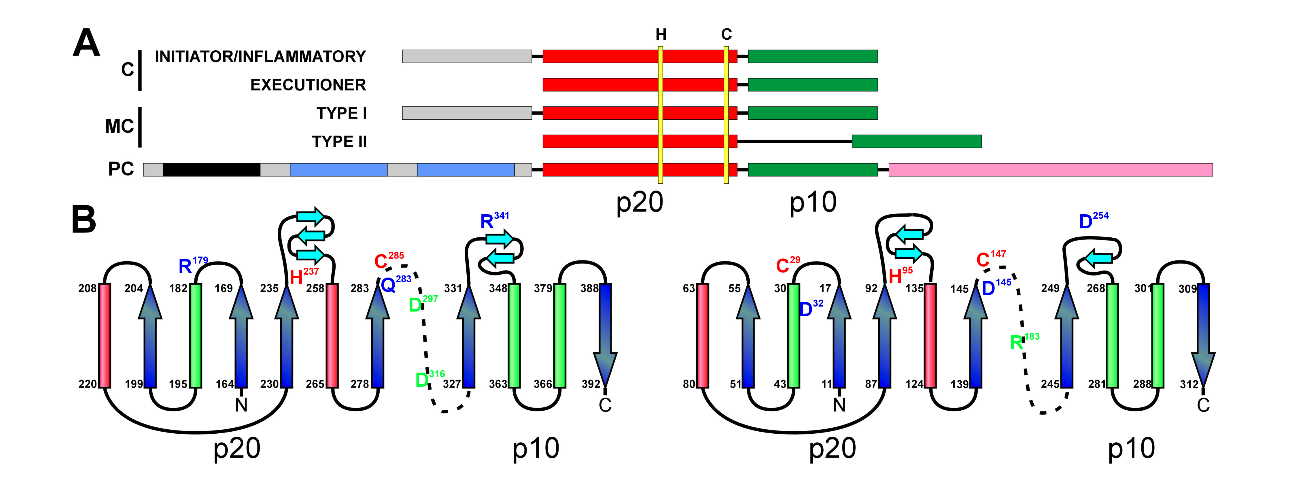 A
H C
C
INITIATOR/INFLAMMATORY
EXECUTIONER
MC
TYPE I
TYPE II
PC
p20 p10
B
R179 H237 C285 Q283 D297 D316 R341
208 204 182 169 235 258 283 331 348 379 388
220 199 195 164 230 265 278 327 363 366 392
N C
p20 p10
C29 D32 H95 C147 D145 R183 D254
63 55 30 17 92 135 145 249 268 301 309
80 51 43 11 87 124 139 245 281 288 312
N C
p20 p10